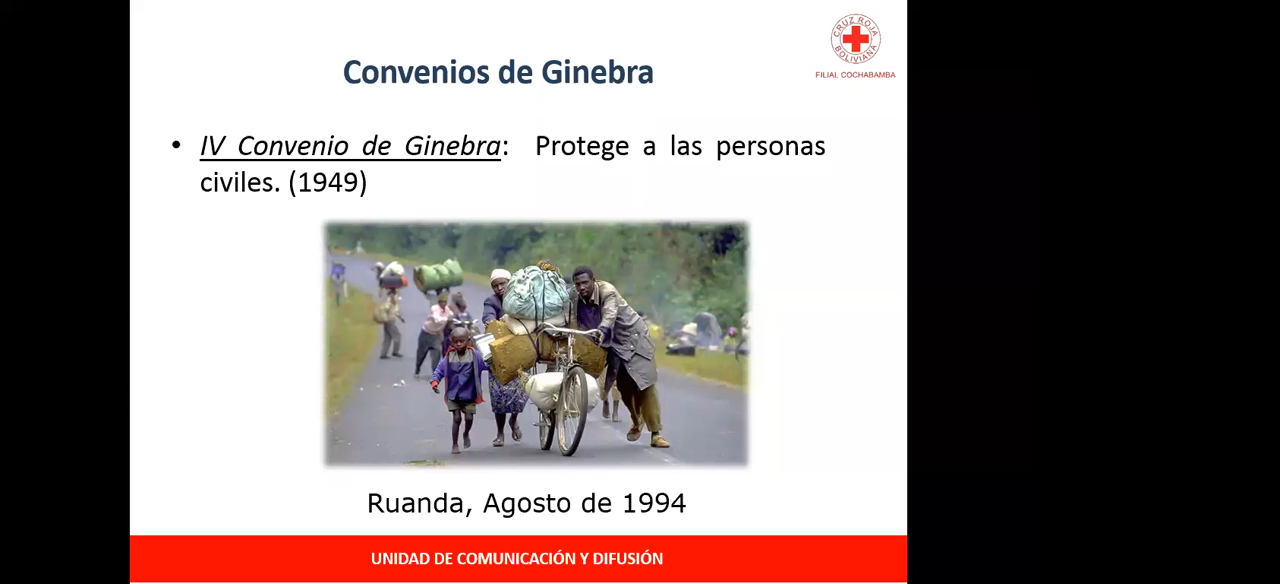 CRUZ ROJA
BOLIVIANA
FILIAL COCHABAMBA
Convenios de Ginebra
• IV Convenio de Ginebra: Protege a las personas
civiles. (1949)
Ruanda, Agosto de 1994
UNIDAD DE COMUNICACIÓN Y DIFUSIÓN